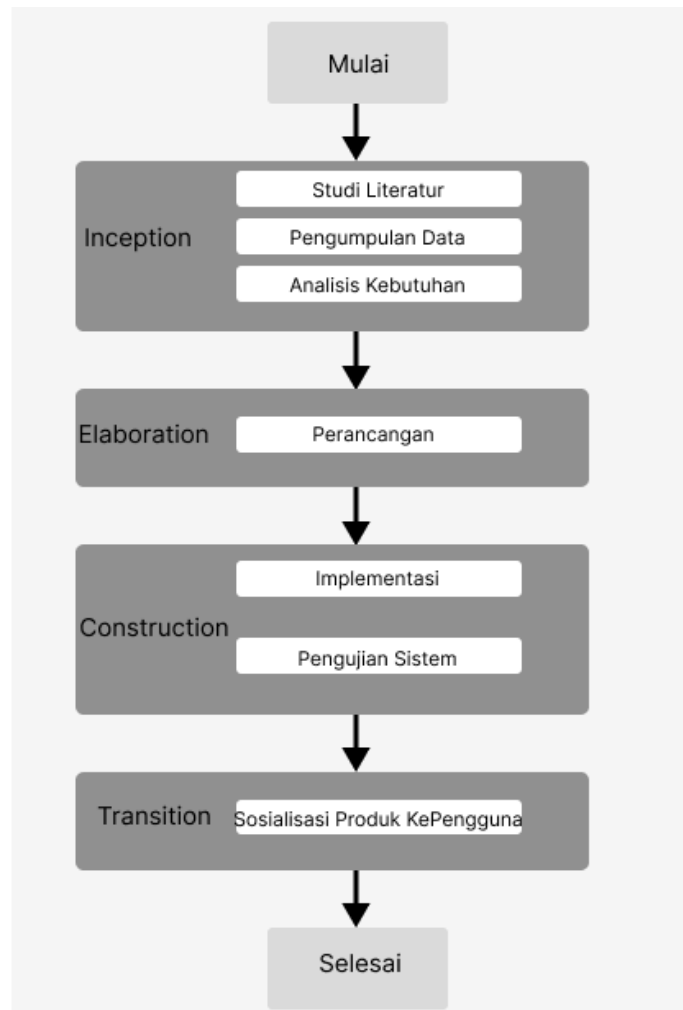 Mulai
Inception
Studi Literatur
Pengumpulan Data
Analisis Kebutuhan
Elaboration
Perancangan
Construction
Implementasi
Pengujian Sistem
Transition
Sosialisasi Produk KePengguna
Selesai